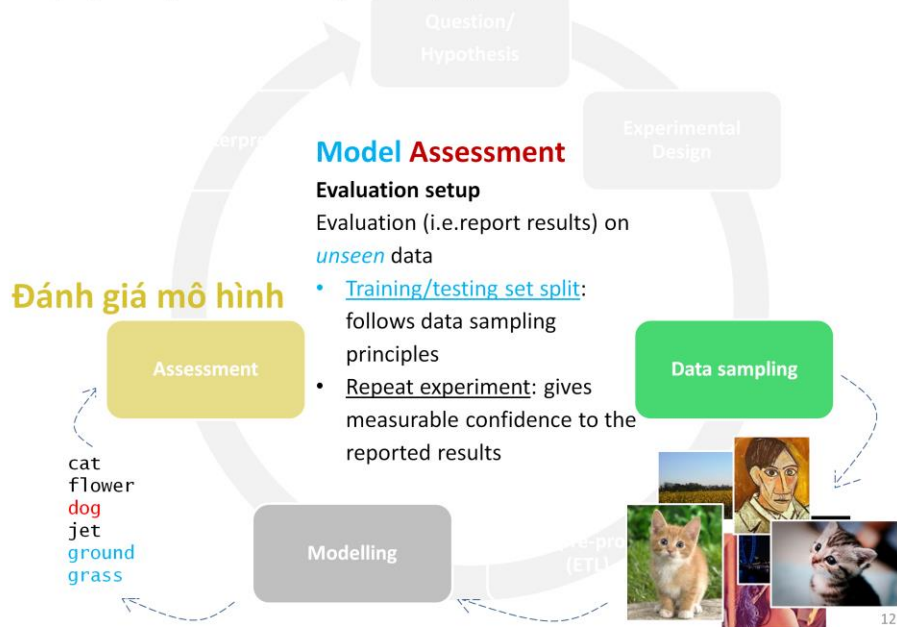 Question/
Hypothesis
Experimental
Design
Model Assessment
Evaluation setup
Evaluation (i.e.report results) on
unseen data
• Training/testing set split:
follows data sampling
principles
• Repeat experiment: gives
measurable confidence to the
reported results
Đánh giá mô hình
Assessment
Data sampling
cat
flower
dog
jet
ground
grass
Modelling
(ETL)
12